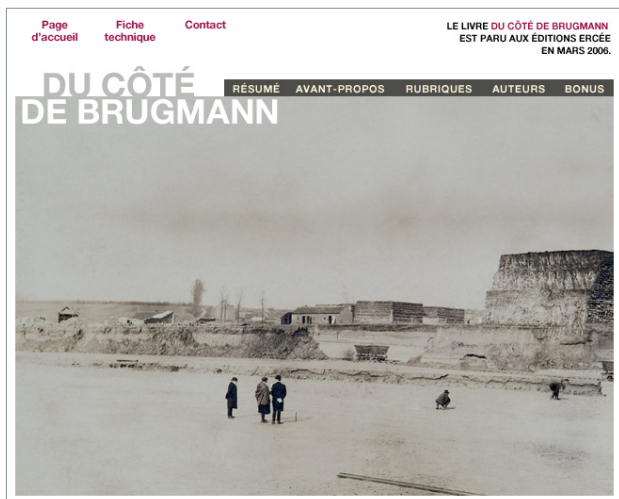 Page
d'accueil
Fiche
technique
Contact
LE LIVRE DU CÔTÉ DE BRUGMANN
EST PARU AUX ÉDITIONS ERCÉE
EN MARS 2006.
DU CÔTÉ
DE BRUGMANN
RÉSUMÉ AVANT-PROPOS RUBRIQUES AUTEURS BONUS